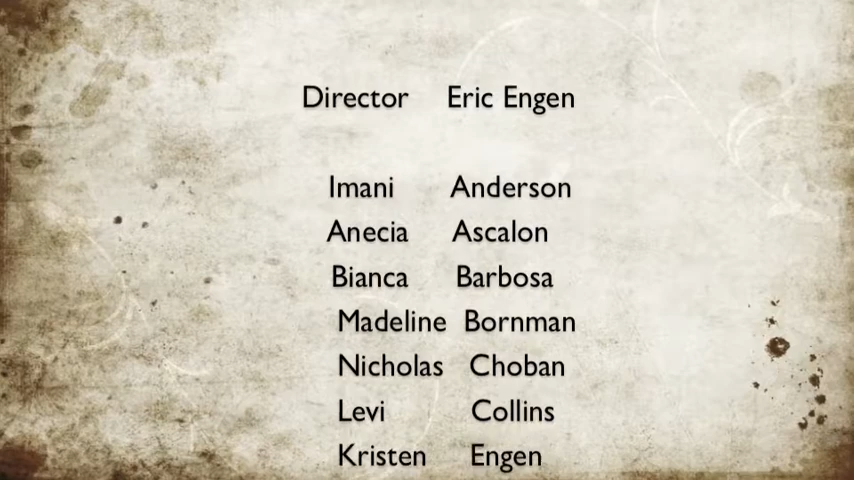 Director Eric Engen
Imani Anderson
Anecia Ascalon
Bianca Barbosa
Madeline Bornman
Nicholas Choban
Levi Collins
Kristen Engen